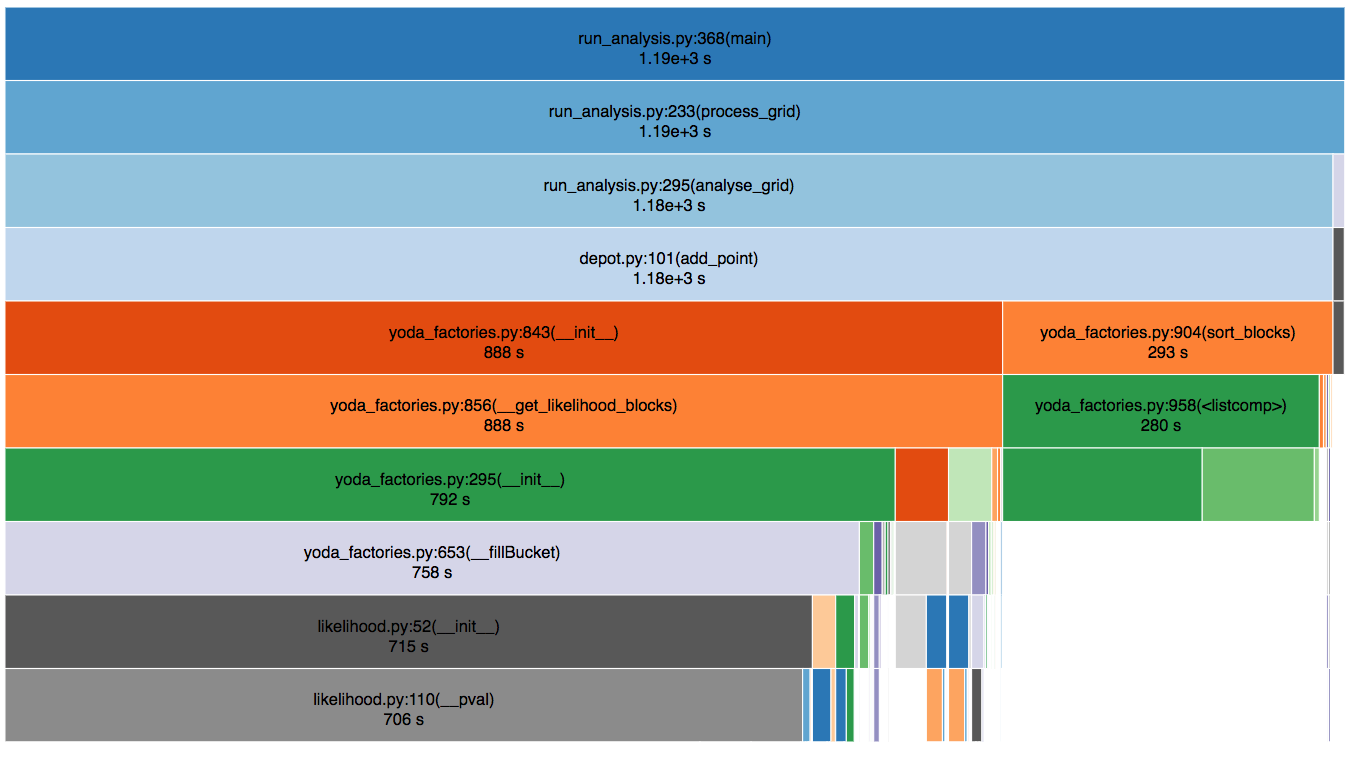 run_analysis.py:368(main)
1.19e+3 s
run_analysis.py:233(process_grid)
1.19e+3 s
run_analysis.py:295(analyse_grid)
1.18e+3 s
depot.py:101(add_point)
1.18e+3 s
yoda_factories.py:843(__init__)
888 s
yoda_factories.py:904(sort_blocks)
293 s
yoda_factories.py:856(__get_likelihood_blocks)
888 s
yoda_factories.py:958(<listcomp>)
280 s
yoda_factories.py:295(__init__)
792 s
yoda_factories.py:653(__fillBucket)
758 s
likelihood.py:52(__init__)
715 s
likelihood.py:110(__pval)
706 s